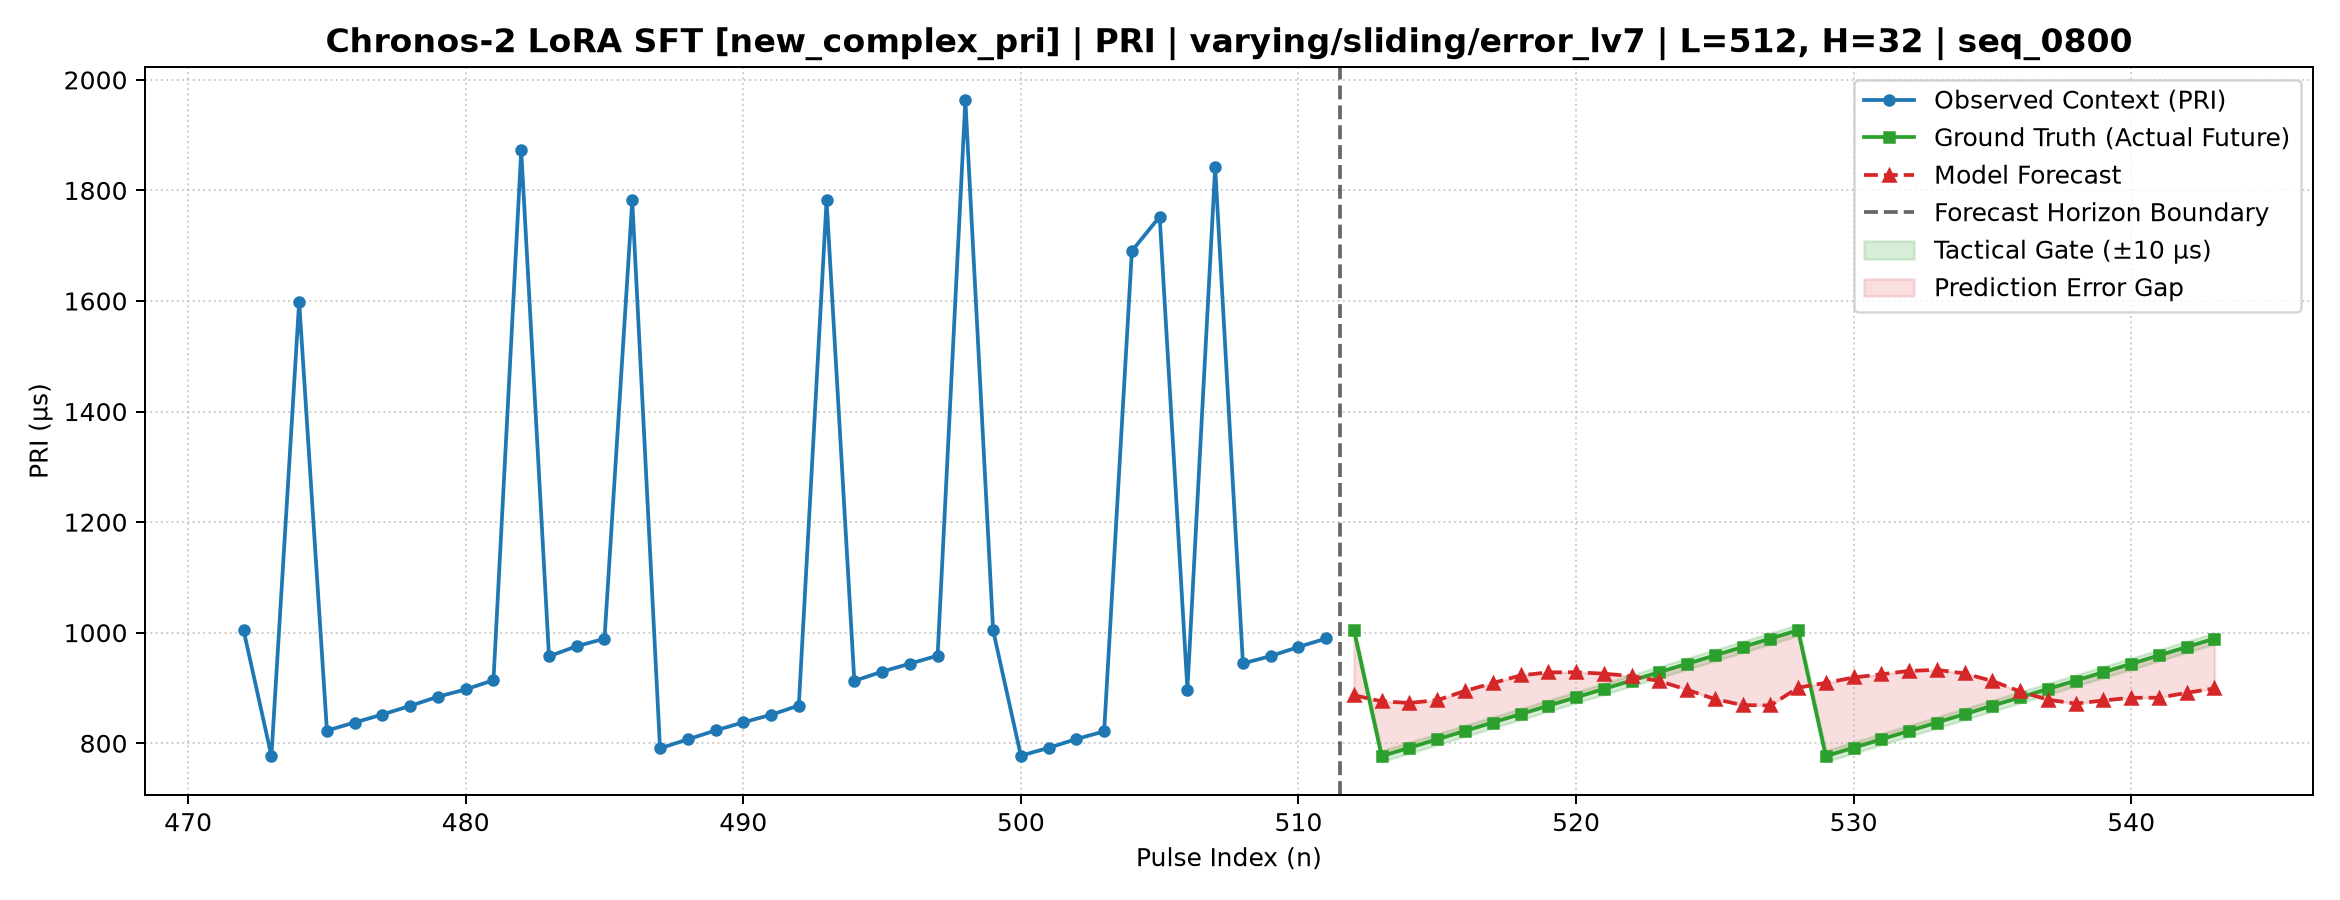 Chronos-2 LoRA SFT [new_complex_pri] | PRI | varying/sliding/error_lv7 | L=512, H=32 | seq_0800
PRI (µs)
2000
1800
1600
1400
1200
1000
800
Observed Context (PRI)
Ground Truth (Actual Future)
Model Forecast
Forecast Horizon Boundary
Tactical Gate (±10 µs)
Prediction Error Gap
470 480 490 500 510 520 530 540
Pulse Index (n)